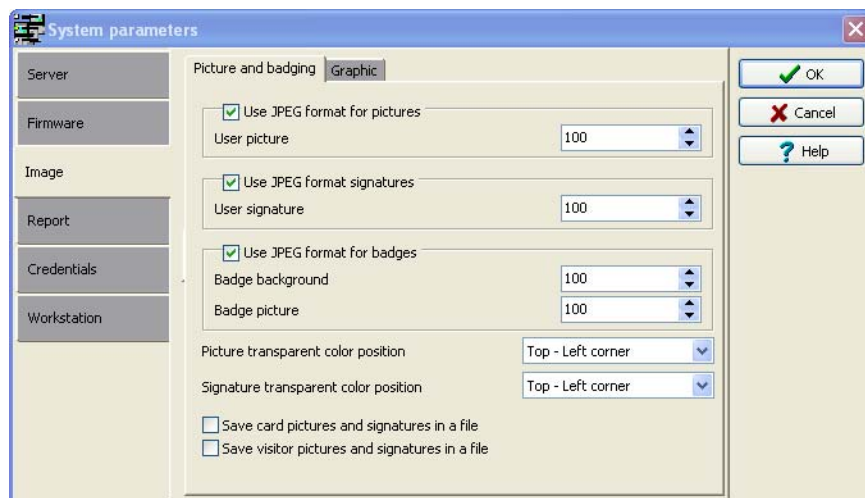 System parameters
Server
Firmware
Image
Report
Credentials
Workstation
Picture and badging
Graphic
Use JPEG format for pictures
User picture 100
Use JPEG format signatures
User signature 100
Use JPEG format for badges
Badge background 100
Badge picture 100
Picture transparent color position Top - Left corner
Signature transparent color position Top - Left corner
Save card pictures and signatures in a file
Save visitor pictures and signatures in a file
OK
Cancel
? Help